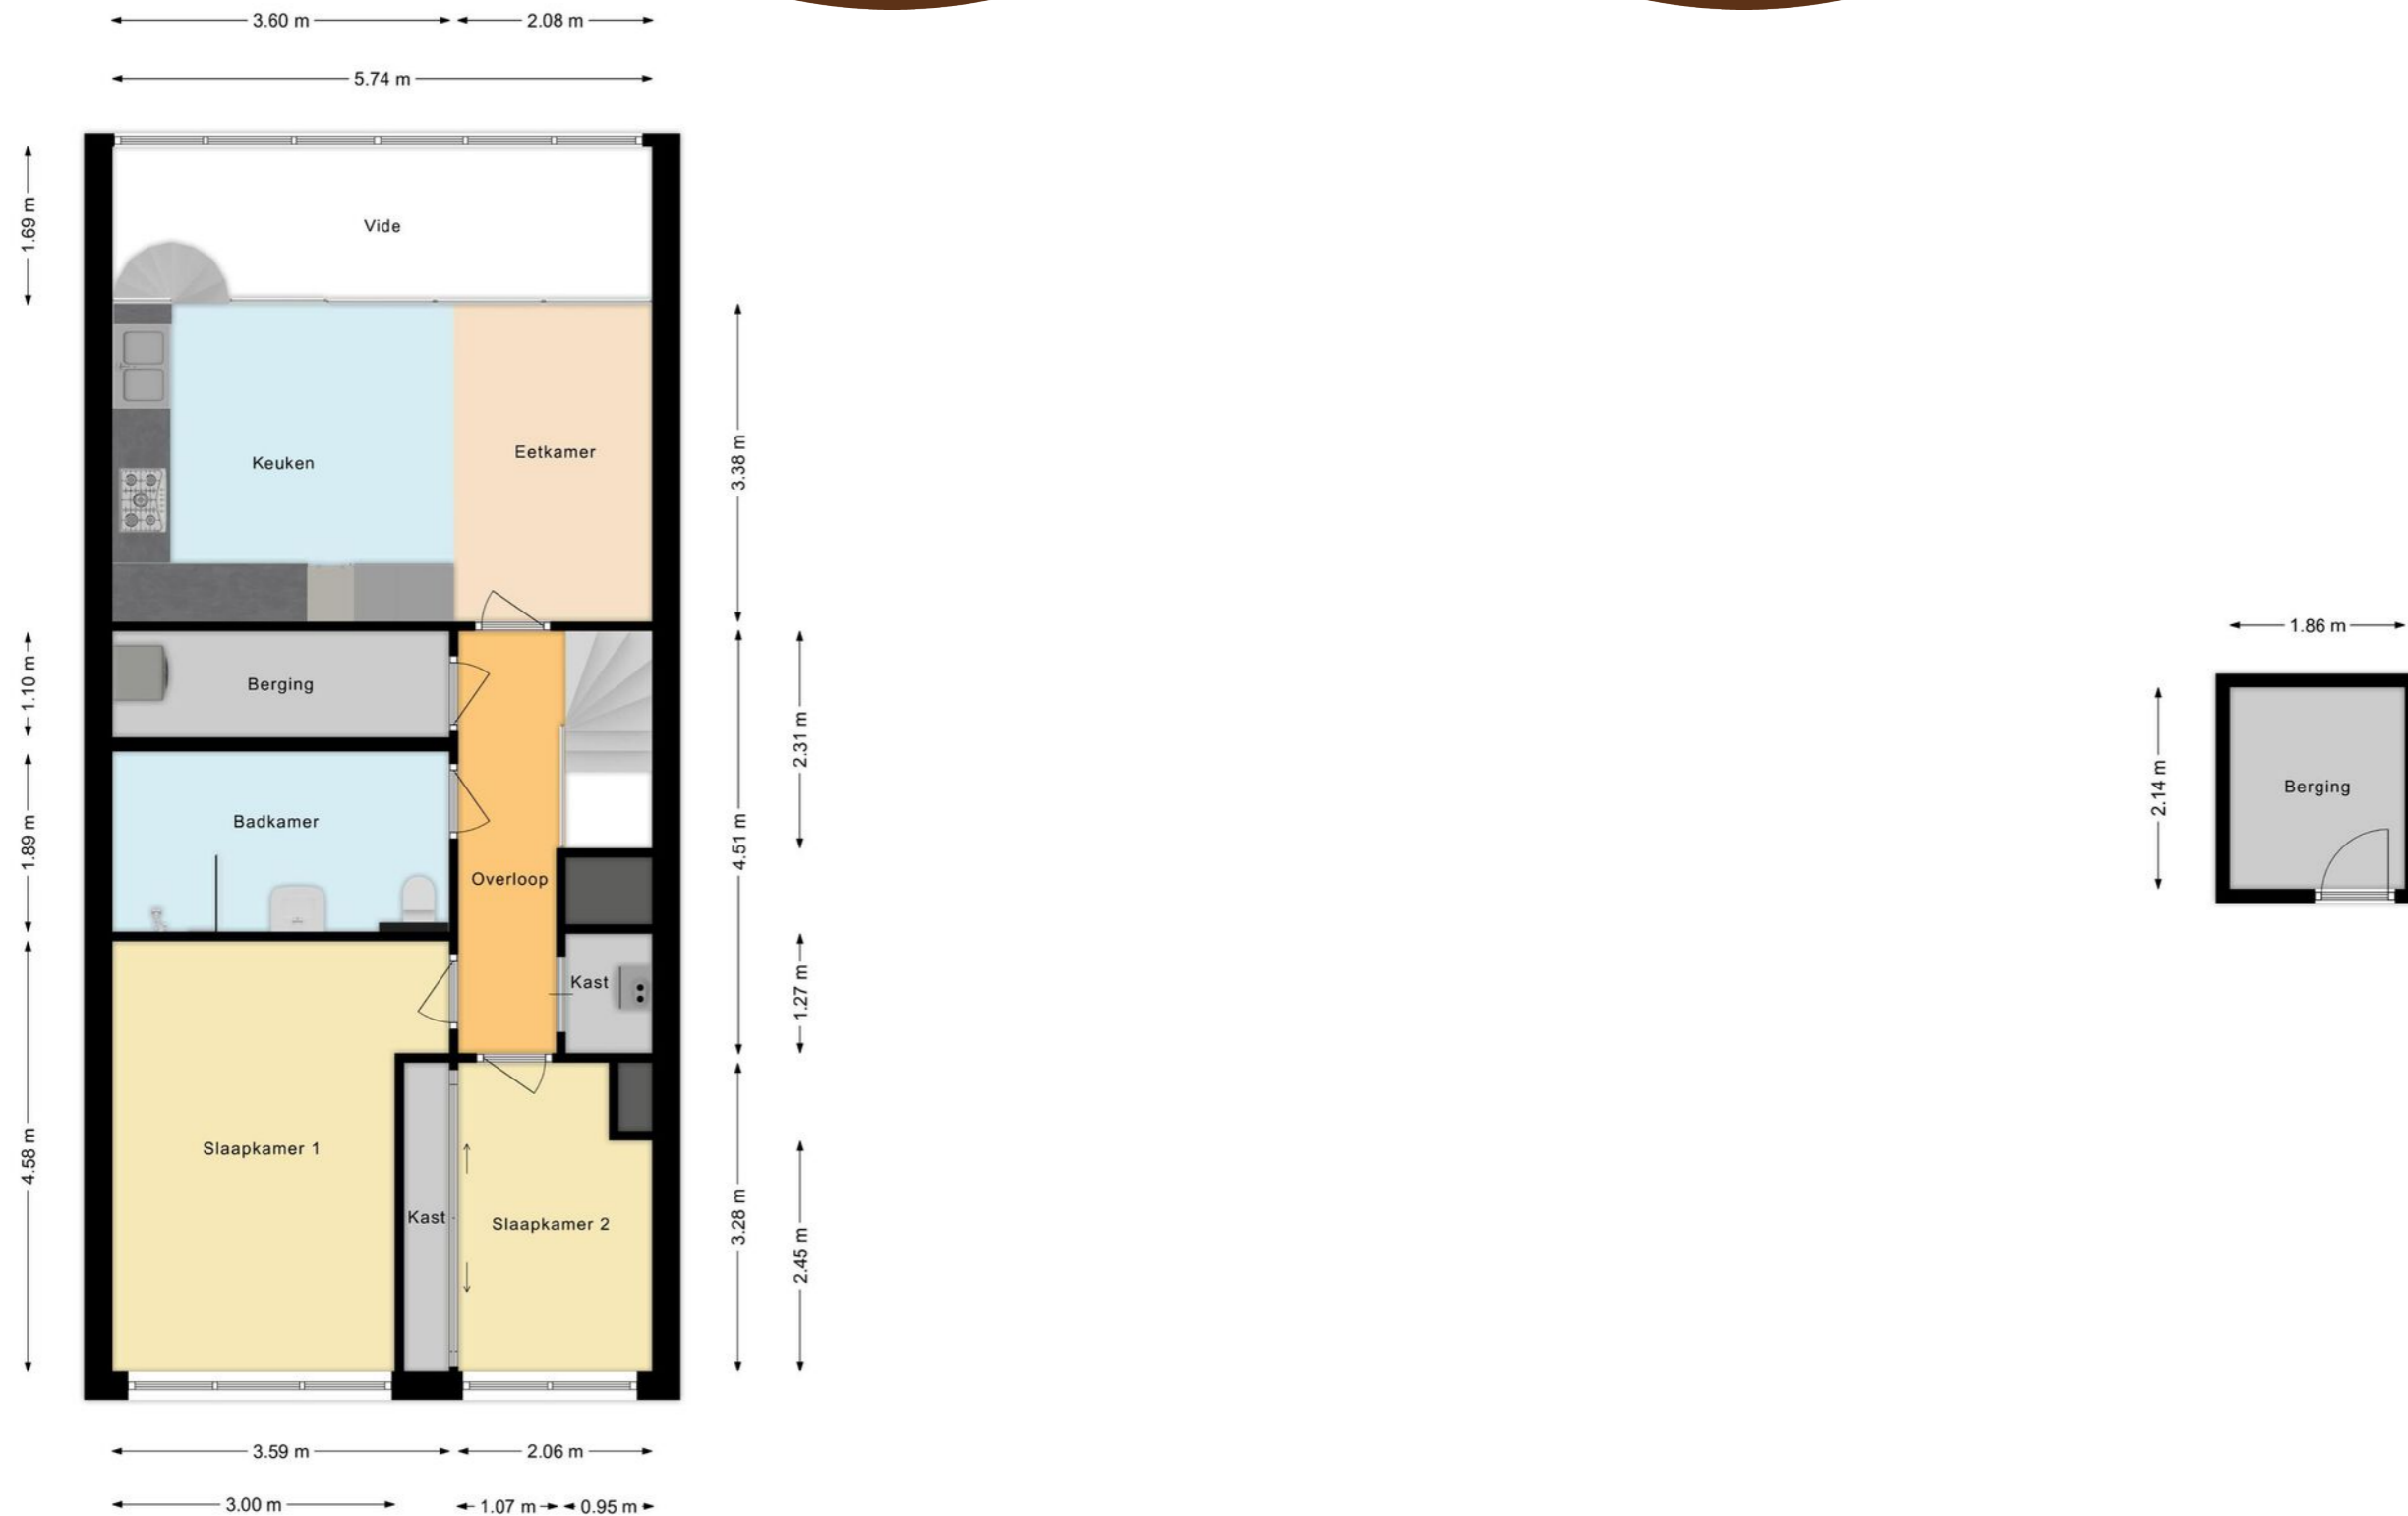 3.60 m
2.08 m
5.74 m
1.69 m
Vide
Keuken
Eetkamer
3.38 m
1.86 m
1.10 m
Berging
2.31 m
2.14 m
Berging
1.89 m
Badkamer
4.51 m
Overloop
Kast
1.27 m
4.58 m
Slaapkamer 1
Kast
Slaapkamer 2
3.28 m
2.45 m
3.59 m
2.06 m
3.00 m
1.07 m
0.95 m